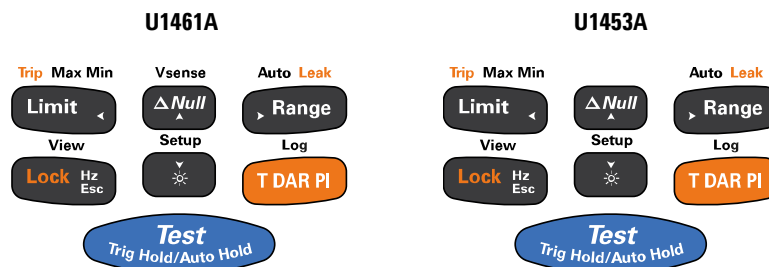 U1461A
Trip Max Min Vsense Auto Leak
Limit Δ Null Range
View Setup Log
Lock Hz Esc T DAR PI
Test
Trig Hold/Auto Hold
U1453A
Trip Max Min Auto Leak
Limit Δ Null Range
View Setup Log
Lock Hz Esc T DAR PI
Test
Trig Hold/Auto Hold